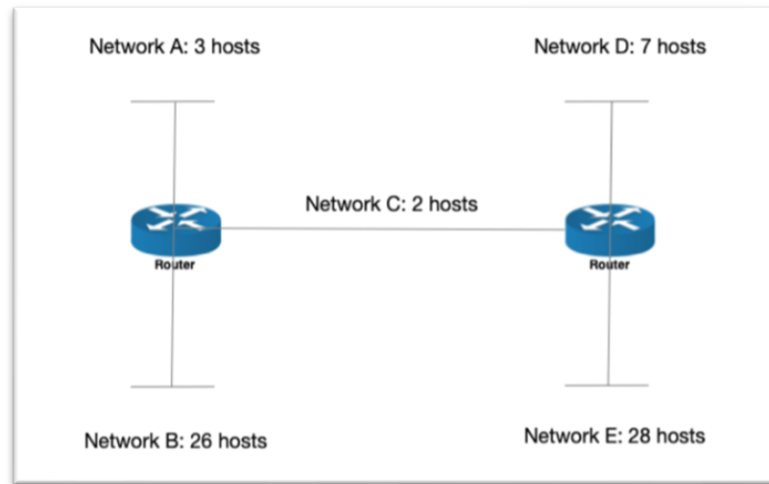 Network A: 3 hosts
Network D: 7 hosts
Network C: 2 hosts
Router
Router
Network B: 26 hosts
Network E: 28 hosts